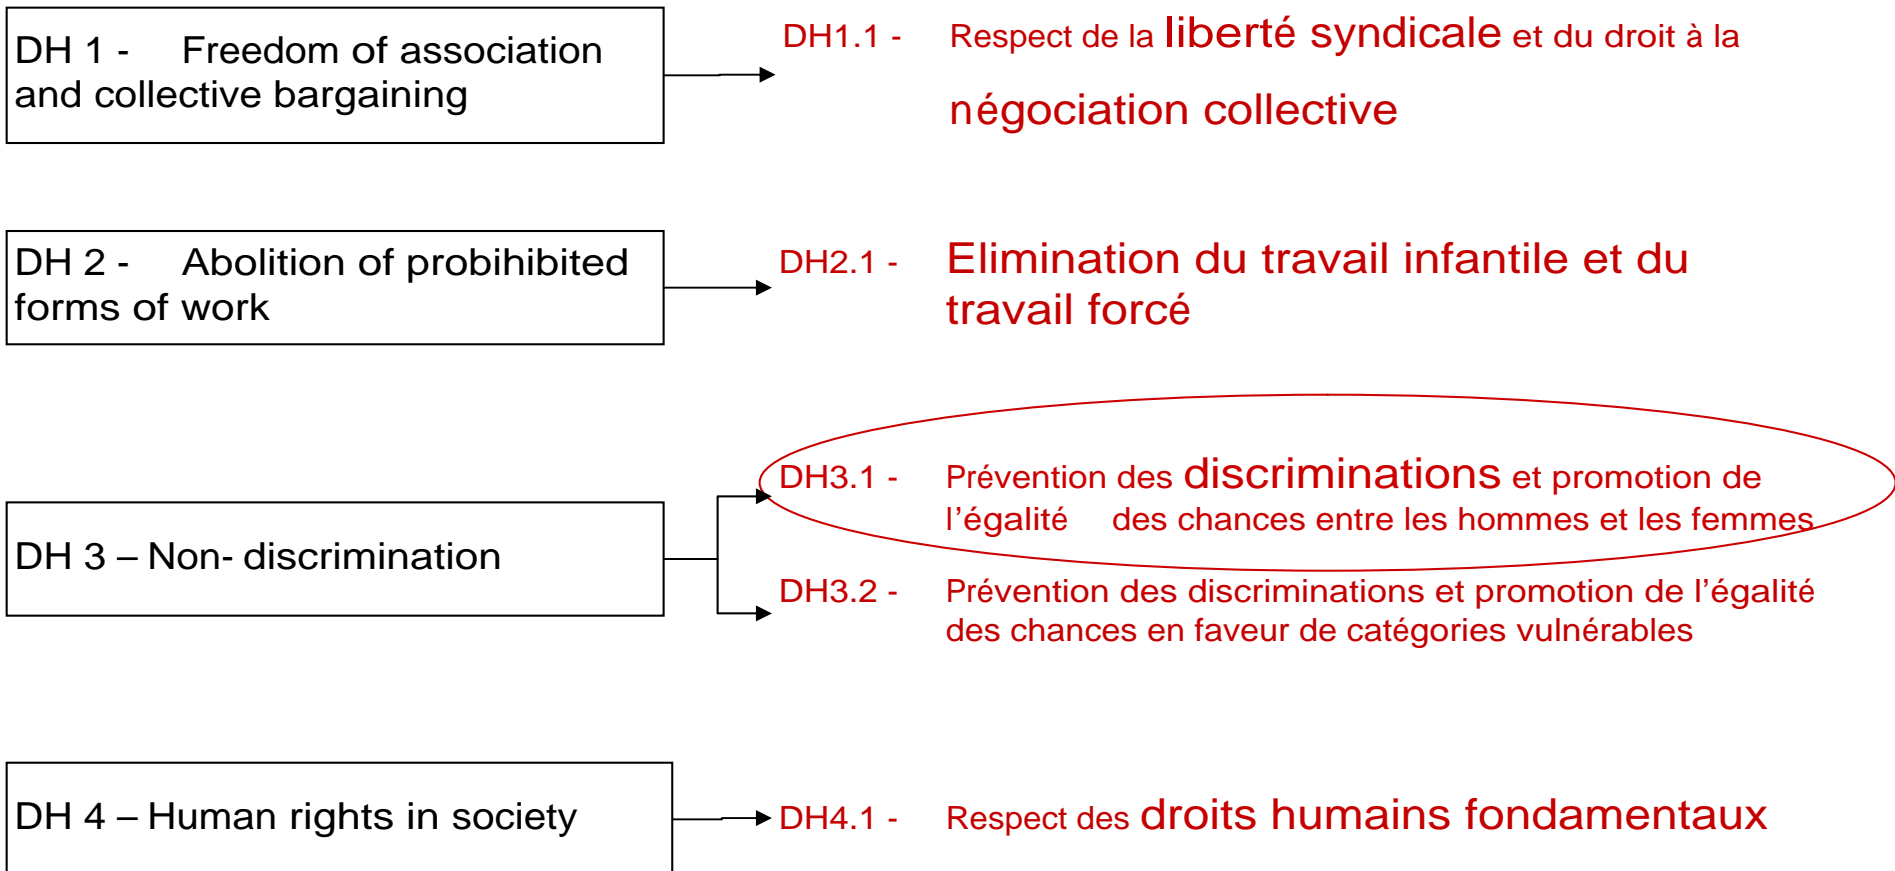 DH 1 - Freedom of association
and collective bargaining
DH1.1 - Respect de la liberté syndicale et du droit à la
négociation collective
DH 2 - Abolition of probihibited
forms of work
DH2.1 - Elimination du travail infantile et du
travail forcé
DH 3 – Non- discrimination
DH3.1 - Prévention des discriminations et promotion de
l’égalité des chances entre les hommes et les femmes
DH3.2 - Prévention des discriminations et promotion de l’égalité
des chances en faveur de catégories vulnérables
DH 4 – Human rights in society
DH4.1 - Respect des droits humains fondamentaux